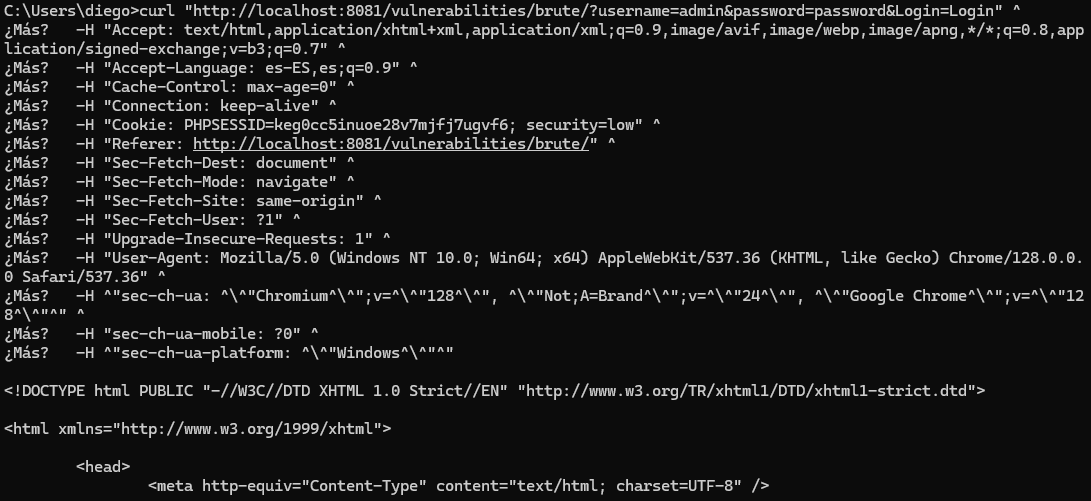 C:\Users\diego>curl "http://localhost:8081/vulnerabilities/brute/?username=admin&password=password&Login=Login" ^
¿Más?   -H "Accept: text/html,application/xhtml+xml,application/xml;q=0.9,image/avif,image/webp,image/apng,*/*;q=0.8,app
lication/signed-exchange;v=b3;q=0.7" ^
¿Más?   -H "Accept-Language: es-ES,es;q=0.9" ^
¿Más?   -H "Cache-Control: max-age=0" ^
¿Más?   -H "Connection: keep-alive" ^
¿Más?   -H "Cookie: PHPSESSID=keg0cc5inuoe28v7mjfj7ugvf6; security=low" ^
¿Más?   -H "Referer: http://localhost:8081/vulnerabilities/brute/" ^
¿Más?   -H "Sec-Fetch-Dest: document" ^
¿Más?   -H "Sec-Fetch-Mode: navigate" ^
¿Más?   -H "Sec-Fetch-Site: same-origin" ^
¿Más?   -H "Sec-Fetch-User: ?1" ^
¿Más?   -H "Upgrade-Insecure-Requests: 1" ^
¿Más?   -H "User-Agent: Mozilla/5.0 (Windows NT 10.0; Win64; x64) AppleWebKit/537.36 (KHTML, like Gecko) Chrome/128.0.0.
0 Safari/537.36" ^
¿Más?   -H ^"sec-ch-ua: ^\^"Chromium^\^";v=^\^"128^\^", ^\^"Not;A=Brand^\^";v=^\^"24^\^", ^\^"Google Chrome^\^";v=^\^"12
8^\^"^" ^
¿Más?   -H "sec-ch-ua-mobile: ?0" ^
¿Más?   -H ^"sec-ch-ua-platform: ^\^"Windows^\^"^"
<!DOCTYPE html PUBLIC "-//W3C//DTD XHTML 1.0 Strict//EN" "http://www.w3.org/TR/xhtml1/DTD/xhtml1-strict.dtd">
<html xmlns="http://www.w3.org/1999/xhtml">
<head>
<meta http-equiv="Content-Type" content="text/html; charset=UTF-8" />